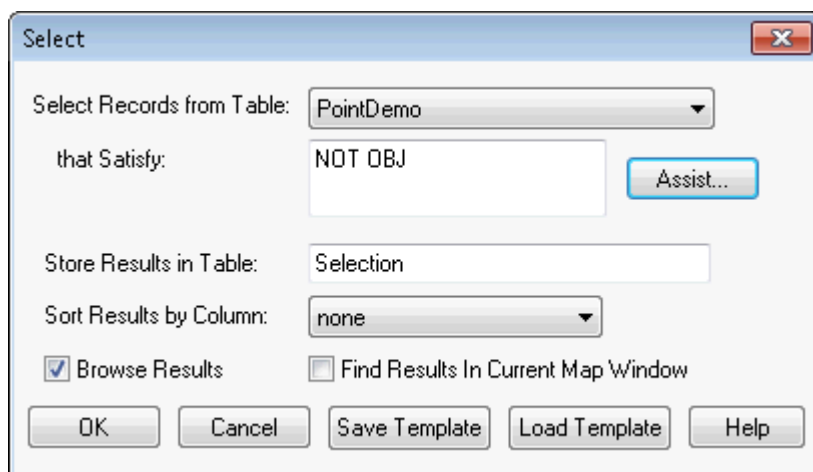 Select
Select Records from Table: PointDemo
that Satisfy: NOT OBJ
Assist...
Store Results in Table: Selection
Sort Results by Column: none
Browse Results Find Results In Current Map Window
OK Cancel Save Template Load Template Help